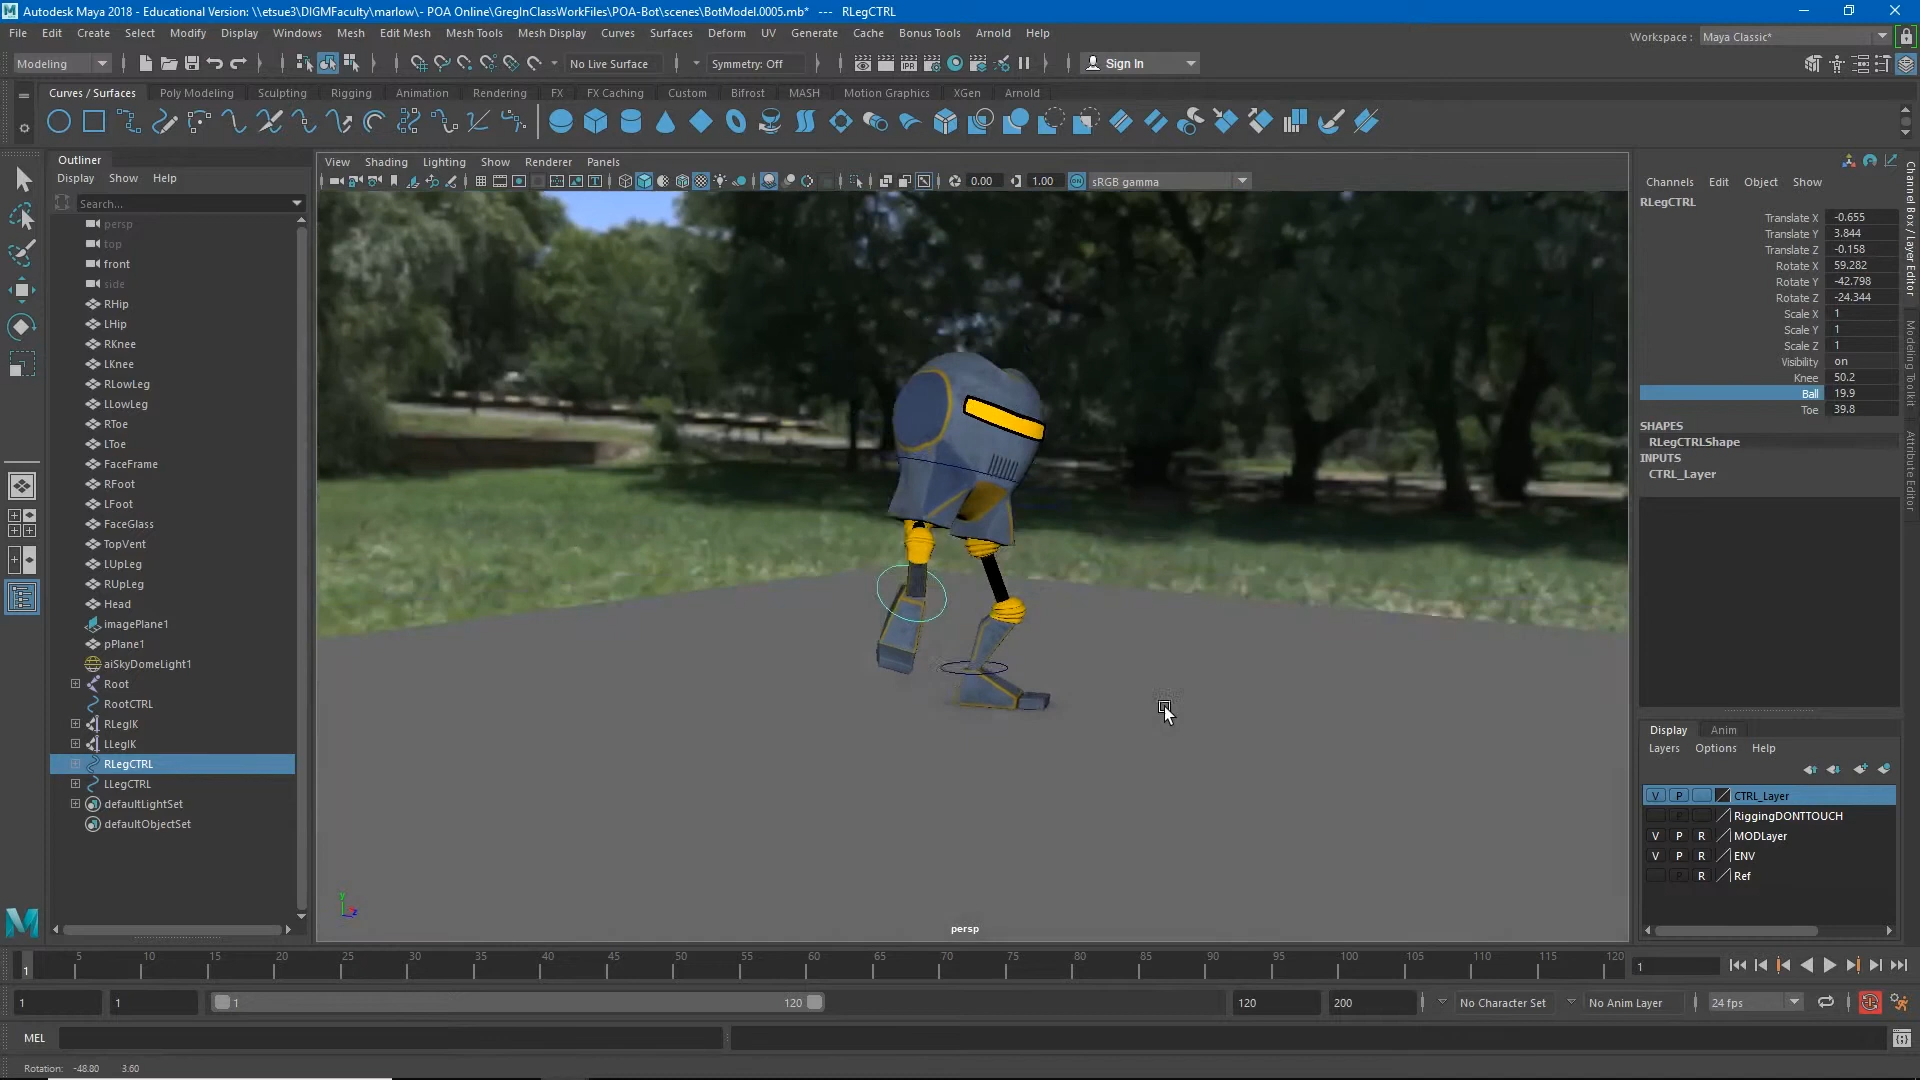 Autodesk Maya 2018 - Educational Version: \\etsue3\DIGMFaculty\marlow\- POA Online\GregInClassWorkFiles\POA-Bot\scenes\BotModel.0005.mb* --- RLegCTRL
File Edit Create Select Modify Display Windows Mesh Edit Mesh Mesh Tools Mesh Display Curves Surfaces Deform UV Generate Cache Arnold Bonus Tools Help
Workspace : Maya Classic*
Modeling No Live Surface Symmetry: Off Sign In
Curves / Surfaces Poly Modeling Sculpting Rigging Animation Rendering FX FX Caching Custom Bifrost MASH Motion Graphics XGen Arnold
Outliner
Display Show Help
Search...
persp
top
front
side
RHip
LHip
RKnee
LKnee
RLowLeg
LLowLeg
RToe
LToe
FaceFrame
RFoot
LFoot
FaceGlass
TopVent
LUpLeg
RUpLeg
Head
imagePlane1
pPlane1
aiSkyDomeLight1
Root
RootCTRL
RLegIK
LLegIK
RLegCTRL
LLegCTRL
defaultLightSet
defaultObjectSet
View Shading Lighting Show Renderer Panels
0.00 1.00 sRGB gamma
persp
Channels Edit Object Show
RLegCTRL
Translate X -0.655
Translate Y 3.844
Translate Z -0.158
Rotate X 59.282
Rotate Y -42.798
Rotate Z -24.344
Scale X 1
Scale Y 1
Scale Z 1
Visibility on
Knee 50.2
Ball 19.9
Toe 39.8
SHAPES
RLegCTRLShape
INPUTS
CTRL_Layer
Channel Box / Layer Editor
Modeling Toolkit
Attribute Editor
Display Anim
Layers Options Help
V P CTRL_Layer
P RiggingDONTTOUCH
V P R MODLayer
V P R ENV
P R Ref
1 5 10 15 20 25 30 35 40 45 50 55 60 65 70 75 80 85 90 95 100 105 110 115 120 1
1 1 1 120 120 200 No Character Set No Anim Layer 24 fps
MEL
Rotation: -48.80 3.60